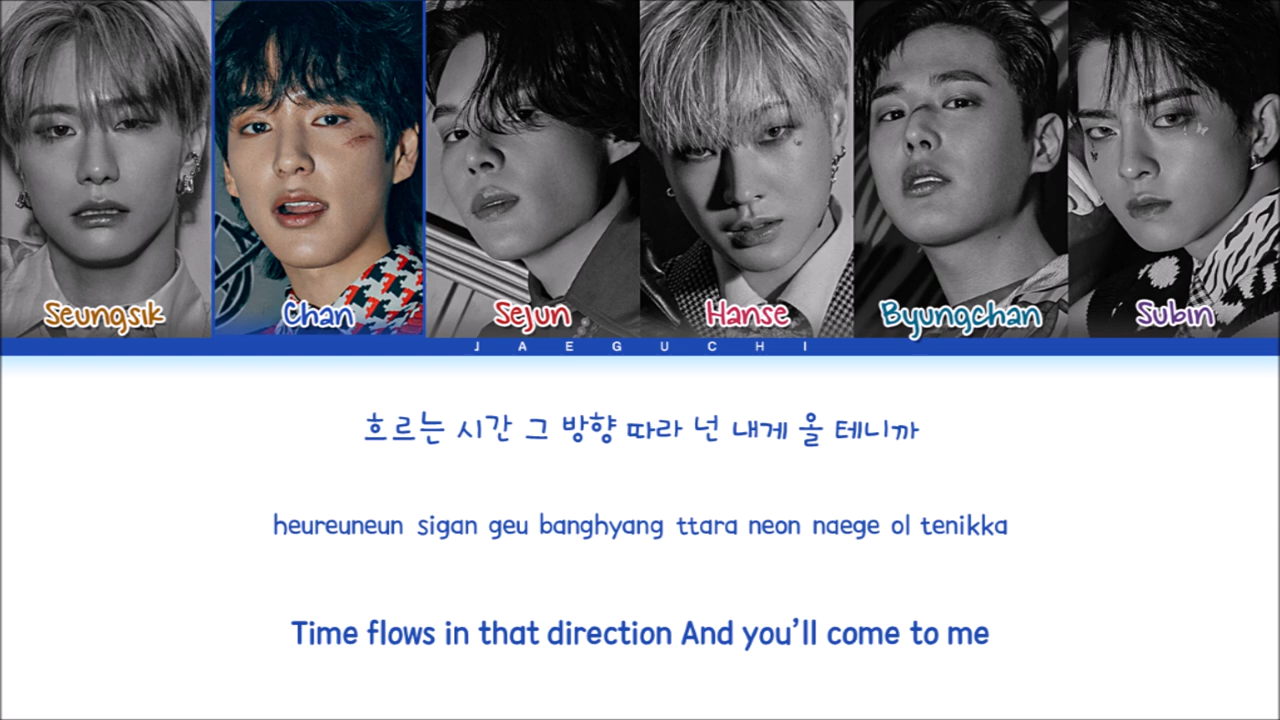 Seungsik Chan Sejun Hanse Byungchan Subin
JAEGUCHI
흐르는 시간 그 방향 따라 넌 내게 올 테니까
heureuneun sigan geu banghyang ttara neon naege ol tenikka
Time flows in that direction And you’ll come to me